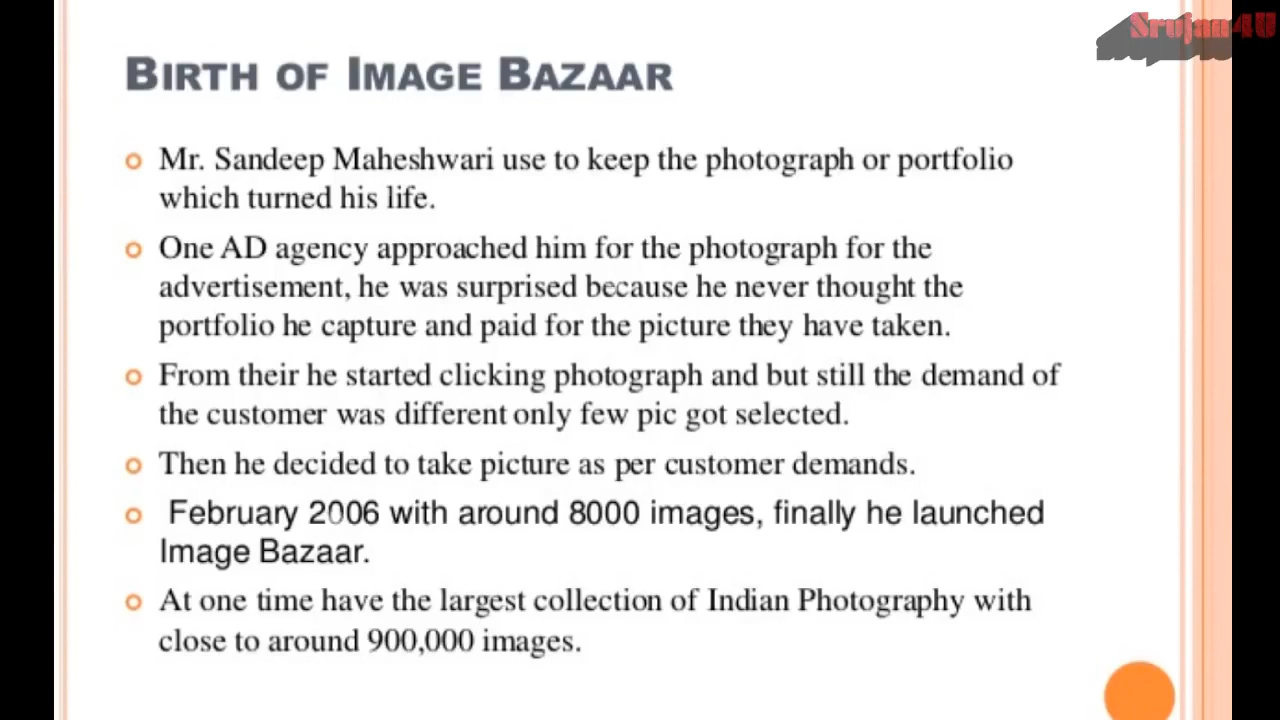 Srujan4U
BIRTH OF IMAGE BAZAAR
Mr. Sandeep Maheshwari use to keep the photograph or portfolio
which turned his life.
One AD agency approached him for the photograph for the
advertisement, he was surprised because he never thought the
portfolio he capture and paid for the picture they have taken.
From their he started clicking photograph and but still the demand of
the customer was different only few pic got selected.
Then he decided to take picture as per customer demands.
February 2006 with around 8000 images, finally he launched
Image Bazaar.
At one time have the largest collection of Indian Photography with
close to around 900,000 images.